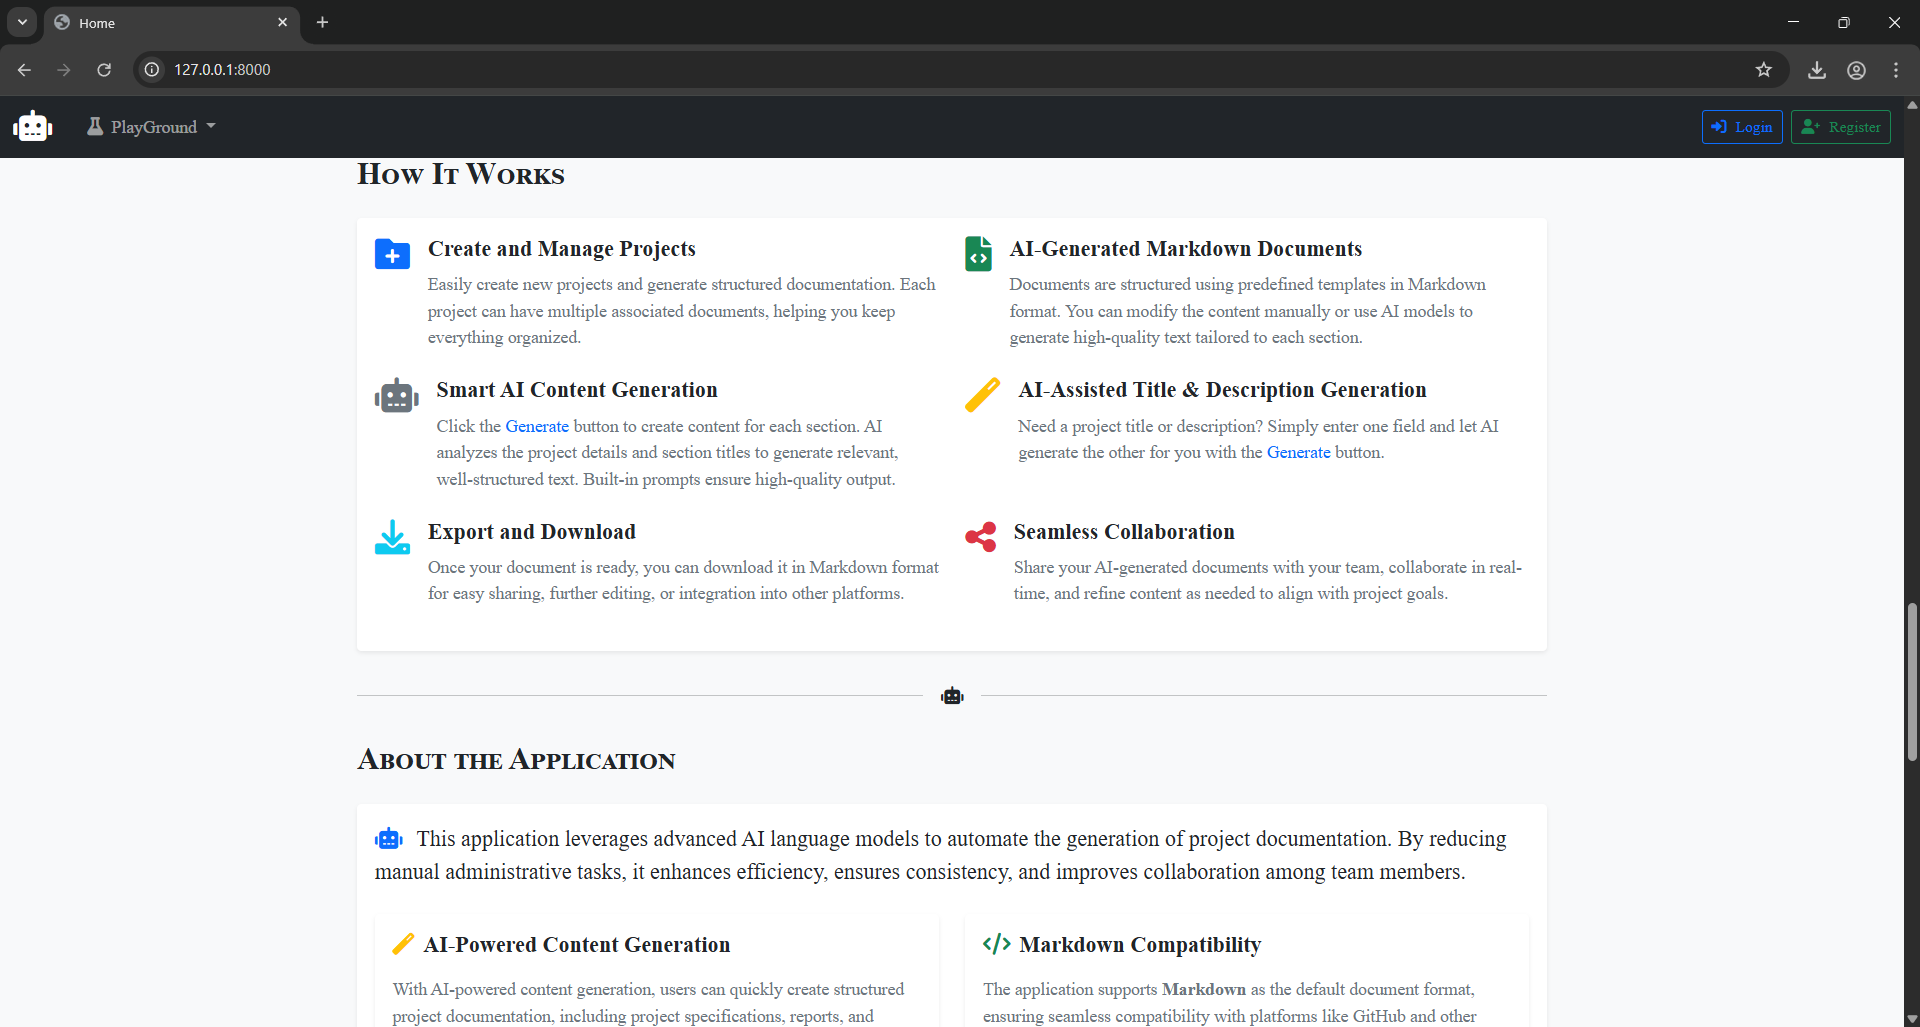 Home
127.0.0.1:8000
PlayGround
Login
Register
How It Works
Create and Manage Projects
Easily create new projects and generate structured documentation. Each
project can have multiple associated documents, helping you keep
everything organized.
AI-Generated Markdown Documents
Documents are structured using predefined templates in Markdown
format. You can modify the content manually or use AI models to
generate high-quality text tailored to each section.
Smart AI Content Generation
Click the Generate button to create content for each section. AI
analyzes the project details and section titles to generate relevant,
well-structured text. Built-in prompts ensure high-quality output.
AI-Assisted Title & Description Generation
Need a project title or description? Simply enter one field and let AI
generate the other for you with the Generate button.
Export and Download
Once your document is ready, you can download it in Markdown format
for easy sharing, further editing, or integration into other platforms.
Seamless Collaboration
Share your AI-generated documents with your team, collaborate in real-
time, and refine content as needed to align with project goals.
About the Application
This application leverages advanced AI language models to automate the generation of project documentation. By reducing
manual administrative tasks, it enhances efficiency, ensures consistency, and improves collaboration among team members.
AI-Powered Content Generation
With AI-powered content generation, users can quickly create structured
project documentation, including project specifications, reports, and
Markdown Compatibility
The application supports Markdown as the default document format,
ensuring seamless compatibility with platforms like GitHub and other